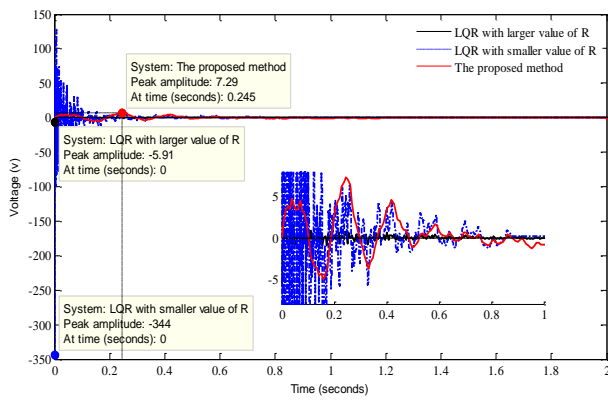 150
100
50
0
-50
-100
-150
-200
-250
-300
-350
Voltage (v)
LQR with larger value of R
LQR with smaller value of R
The proposed method
System: The proposed method
Peak amplitude: 7.29
At time (seconds): 0.245
System: LQR with larger value of R
Peak amplitude: -5.91
At time (seconds): 0
System: LQR with smaller value of R
Peak amplitude: -344
At time (seconds): 0
5
0
-5
0 0.2 0.4 0.6 0.8 1
0 0.2 0.4 0.6 0.8 1 1.2 1.4 1.6 1.8 2
Time (seconds)